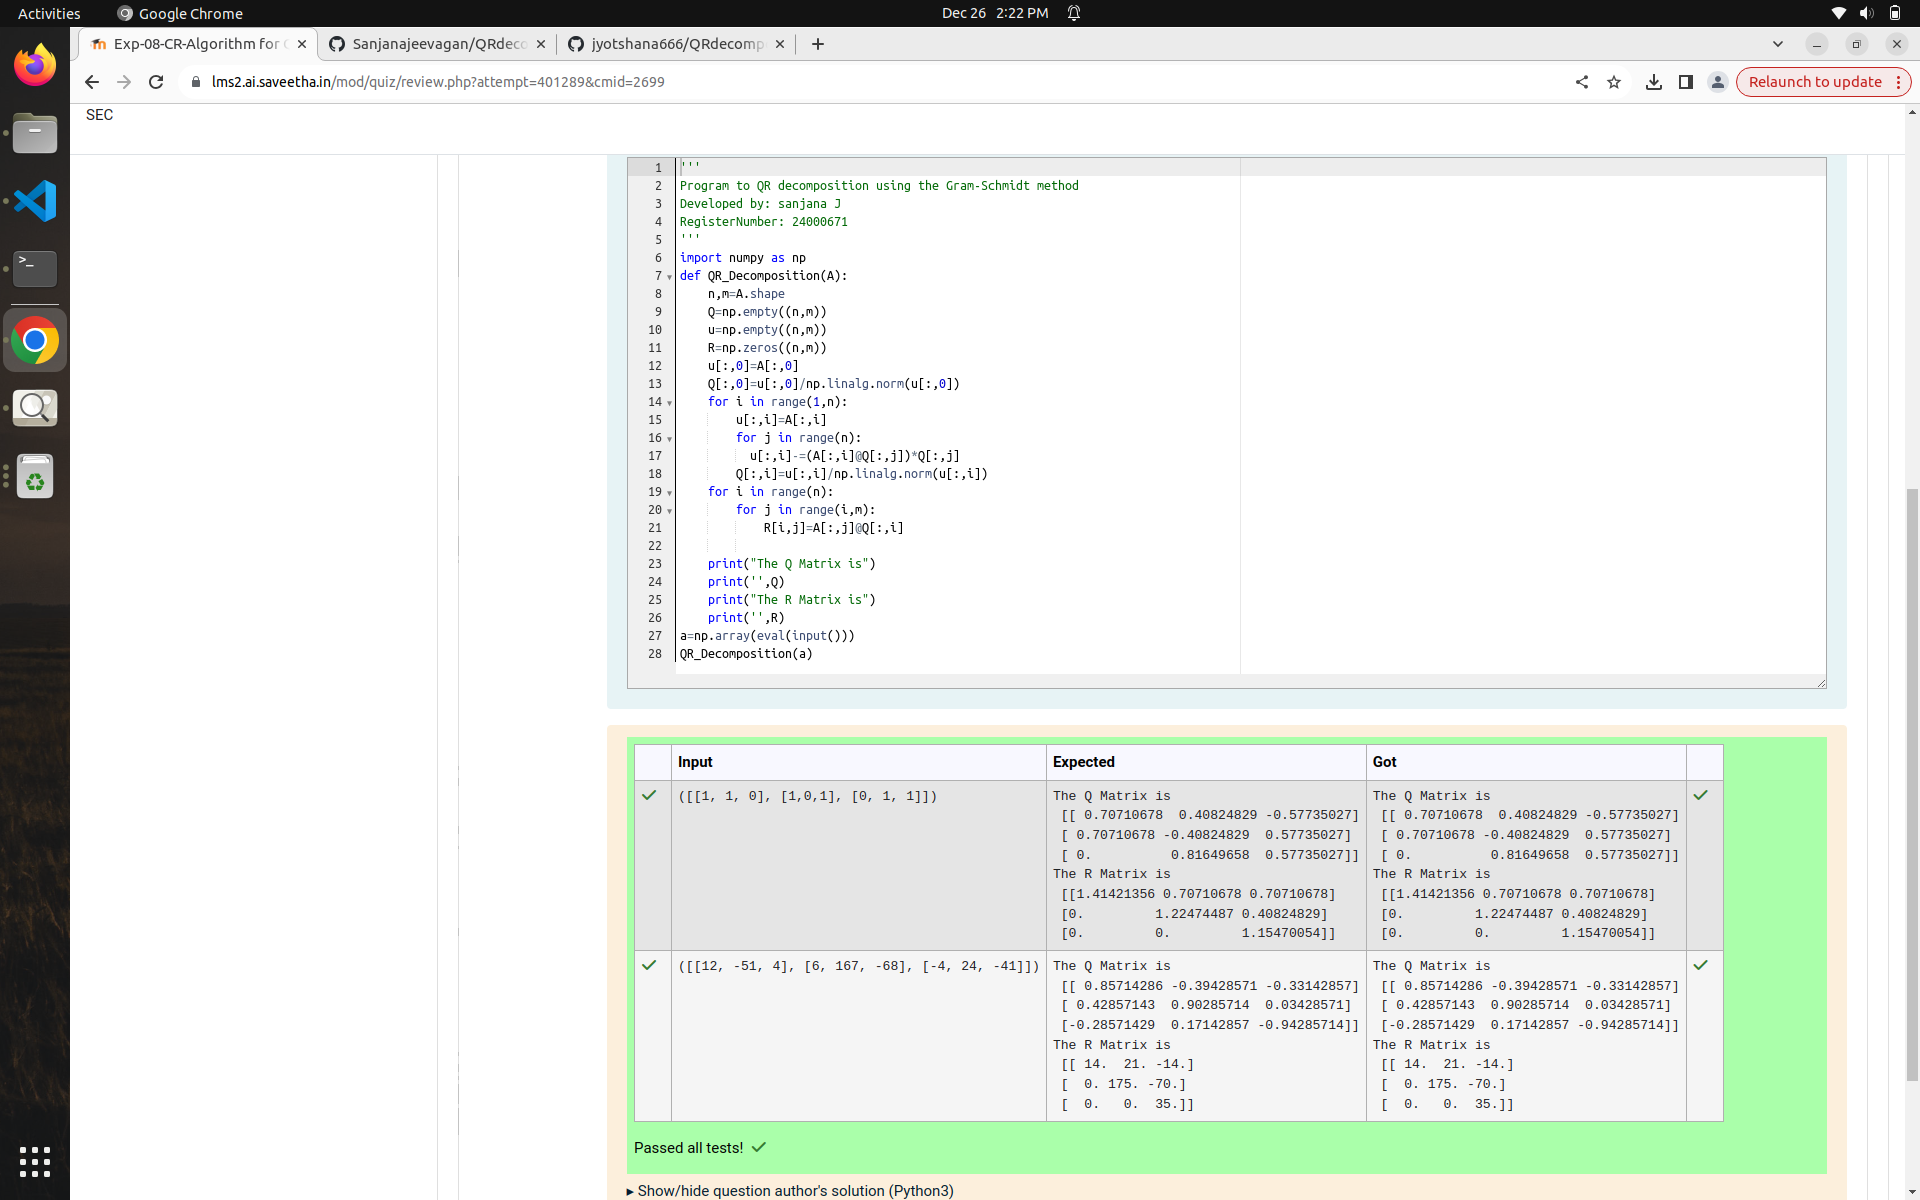 Activities
Google Chrome
Dec 26 2:22 PM
Exp-08-CR-Algorithm for
Sanjanajeevagan/QRdeco
jyotshana666/QRdecomp
lms2.ai.saveetha.in/mod/quiz/review.php?attempt=401289&cmid=2699
Relaunch to update
SEC
1 '''
2 Program to QR decomposition using the Gram-Schmidt method
3 Developed by: sanjana J
4 RegisterNumber: 24000671
5 '''
6 import numpy as np
7 def QR_Decomposition(A):
8     n,m=A.shape
9     Q=np.empty((n,m))
10     u=np.empty((n,m))
11     R=np.zeros((n,m))
12     u[:,0]=A[:,0]
13     Q[:,0]=u[:,0]/np.linalg.norm(u[:,0])
14     for i in range(1,n):
15         u[:,i]=A[:,i]
16         for j in range(n):
17           u[:,i]-=(A[:,i]@Q[:,j])*Q[:,j]
18         Q[:,i]=u[:,i]/np.linalg.norm(u[:,i])
19     for i in range(n):
20         for j in range(i,m):
21             R[i,j]=A[:,j]@Q[:,i]
22
23     print("The Q Matrix is")
24     print('',Q)
25     print("The R Matrix is")
26     print('',R)
27 a=np.array(eval(input()))
28 QR_Decomposition(a)
Input Expected Got
([[1, 1, 0], [1,0,1], [0, 1, 1]]) The Q Matrix is The Q Matrix is
[[ 0.70710678  0.40824829 -0.57735027] [[ 0.70710678  0.40824829 -0.57735027]
[ 0.70710678 -0.40824829  0.57735027] [ 0.70710678 -0.40824829  0.57735027]
[ 0.          0.81649658  0.57735027]] [ 0.          0.81649658  0.57735027]]
The R Matrix is The R Matrix is
[[1.41421356 0.70710678 0.70710678] [[1.41421356 0.70710678 0.70710678]
[0.         1.22474487 0.40824829] [0.         1.22474487 0.40824829]
[0.         0.         1.15470054]] [0.         0.         1.15470054]]
([[12, -51, 4], [6, 167, -68], [-4, 24, -41]]) The Q Matrix is The Q Matrix is
[[ 0.85714286 -0.39428571 -0.33142857] [[ 0.85714286 -0.39428571 -0.33142857]
[ 0.42857143  0.90285714  0.03428571] [ 0.42857143  0.90285714  0.03428571]
[-0.28571429  0.17142857 -0.94285714]] [-0.28571429  0.17142857 -0.94285714]]
The R Matrix is The R Matrix is
[[ 14.  21. -14.] [[ 14.  21. -14.]
[  0. 175. -70.] [  0. 175. -70.]
[  0.   0.  35.]] [  0.   0.  35.]]
Passed all tests!
Show/hide question author's solution (Python3)